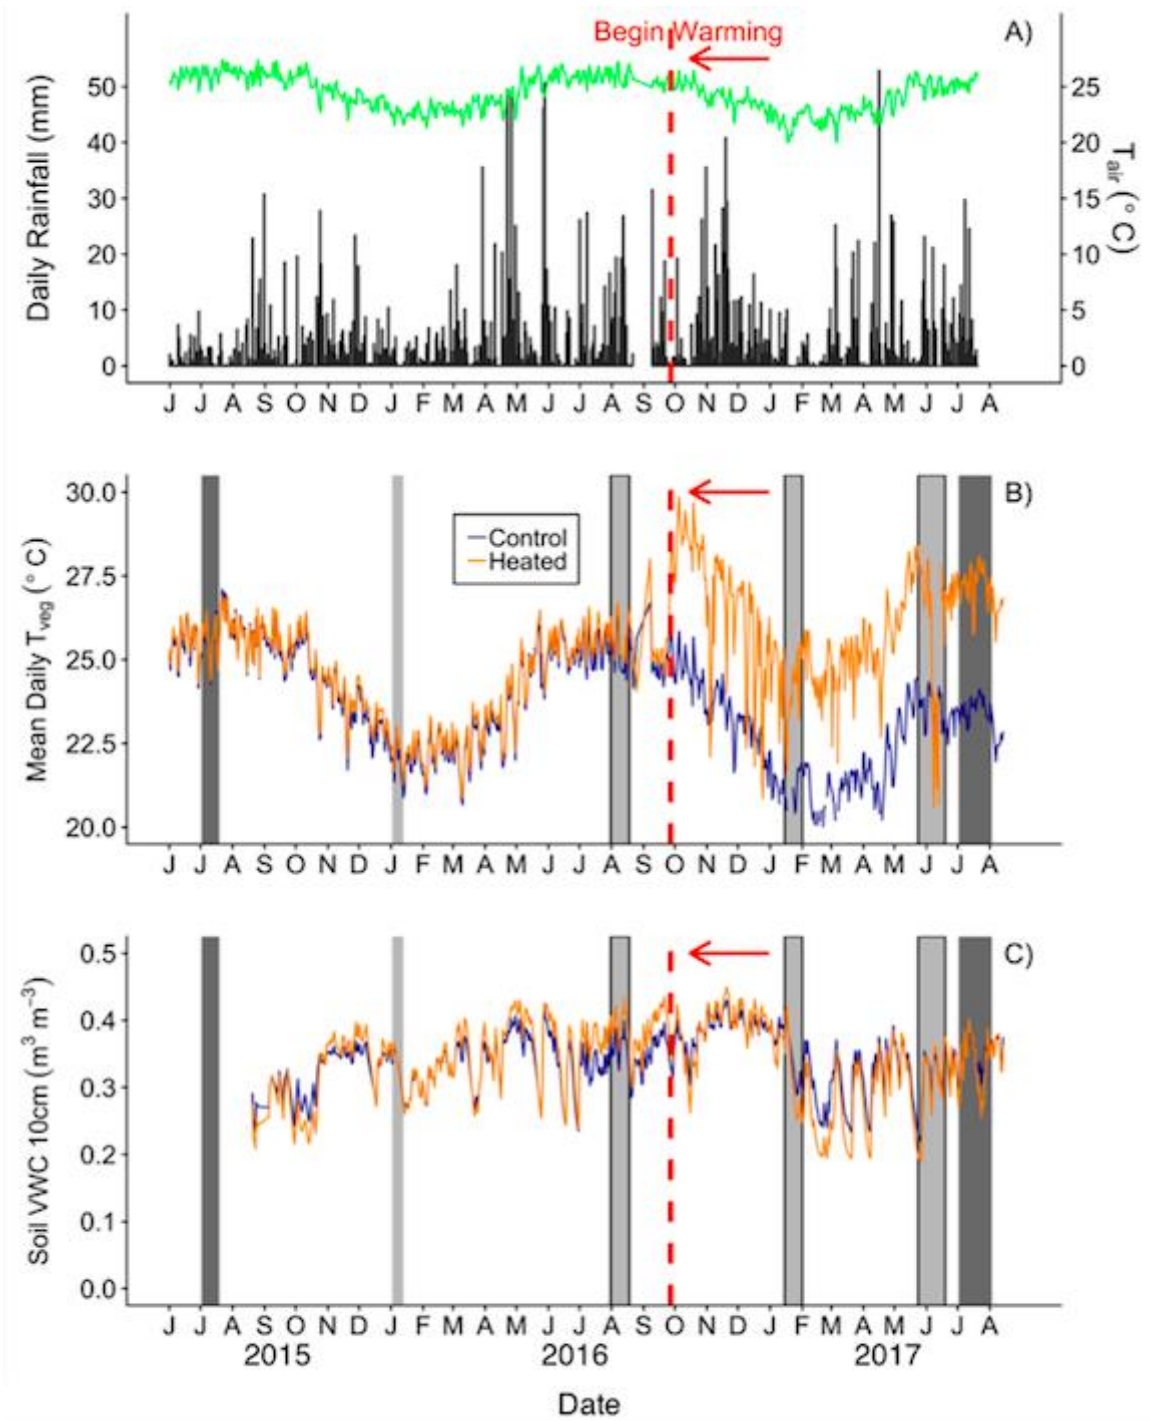 Begin Warming
A)
Daily Rainfall (mm)
50
40
30
20
10
0
25
20
15
10
5
0
Tair (° C)
J J A S O N D J F M A M J J A S O N D J F M A M J J A
B)
Mean Daily Tveg (° C)
30.0
27.5
25.0
22.5
20.0
Control
Heated
J J A S O N D J F M A M J J A S O N D J F M A M J J A
C)
Soil VWC 10cm (m3 m−3)
0.5
0.4
0.3
0.2
0.1
0.0
J J A S O N D J F M A M J J A S O N D J F M A M J J A
2015 2016 2017
Date